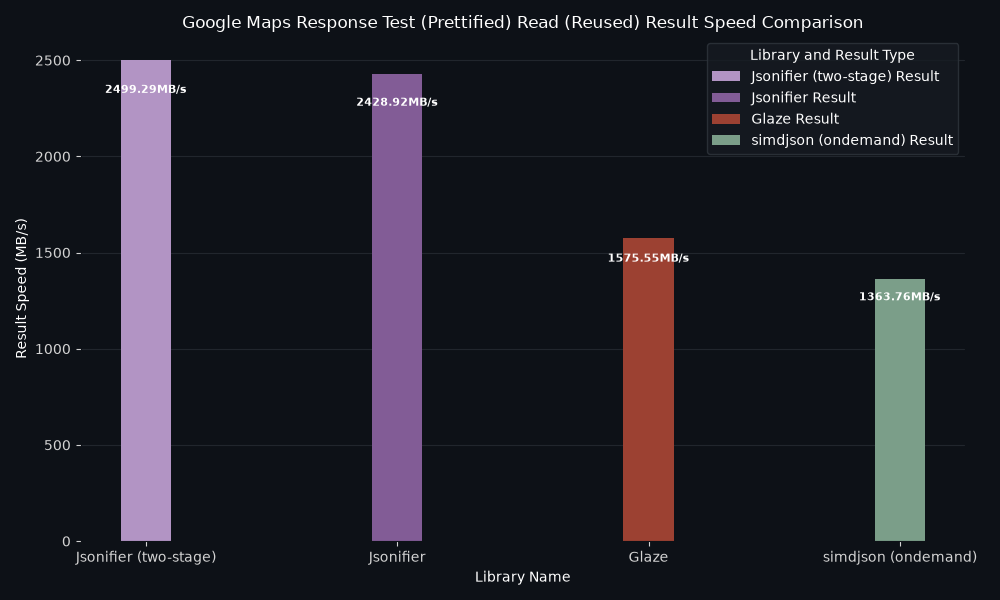 Google Maps Response Test (Prettified) Read (Reused) Result Speed Comparison
Library and Result Type
Jsonifier (two-stage) Result
Jsonifier Result
Glaze Result
simdjson (ondemand) Result
Result Speed (MB/s)
2500
2000
1500
1000
500
0
2499.29MB/s
2428.92MB/s
1575.55MB/s
1363.76MB/s
Jsonifier (two-stage)
Jsonifier
Glaze
simdjson (ondemand)
Library Name